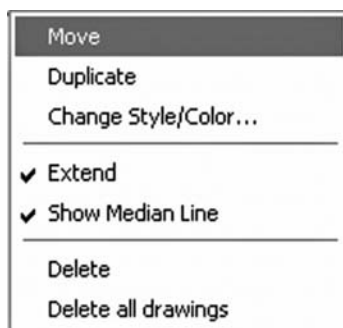 Move
Duplicate
Change Style/Color...
Extend
Show Median Line
Delete
Delete all drawings